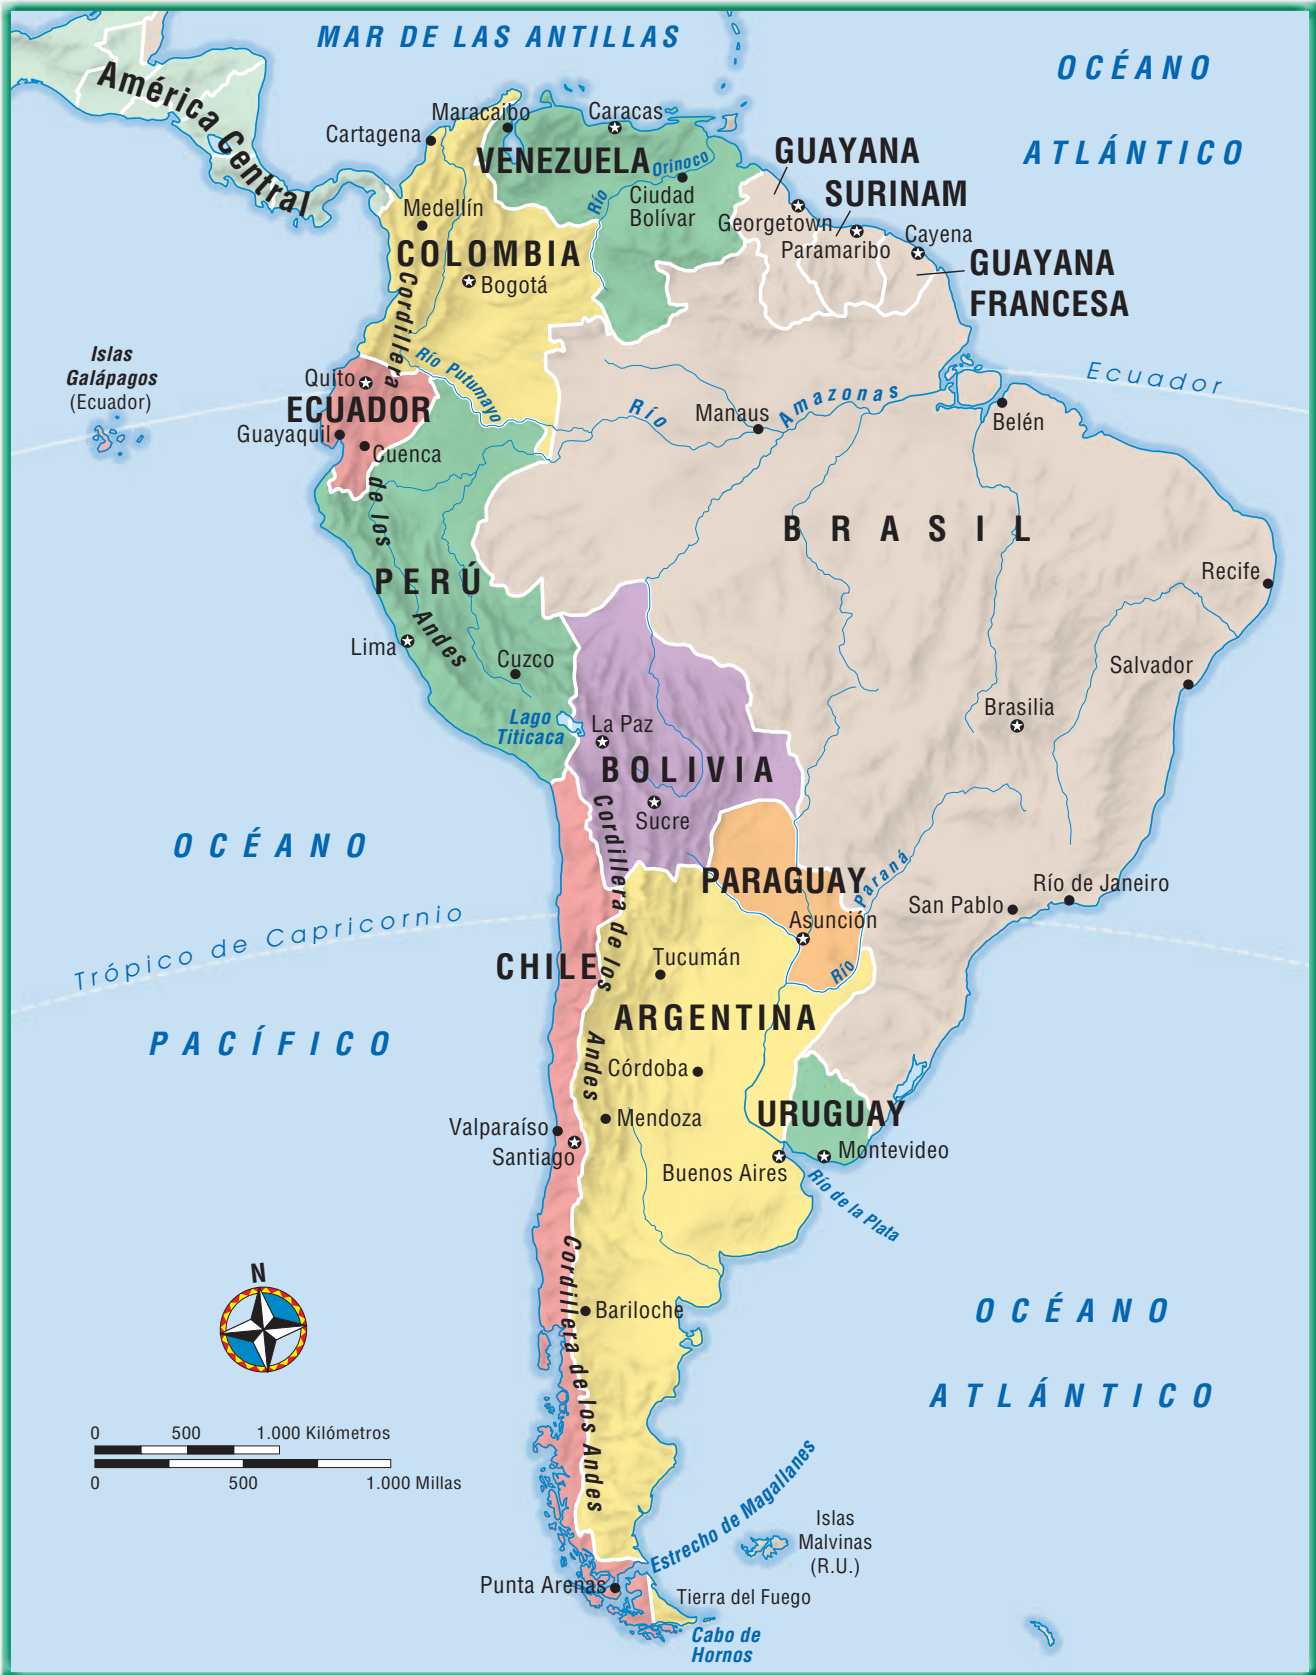 MAR DE LAS ANTILLAS
OCÉANO
ATLÁNTICO
América Central
Maracaibo
Caracas
Cartagena
VENEZUELA
Río Orinoco
Ciudad
Bolívar
GUAYANA
SURINAM
Georgetown
Paramaribo
Cayena
GUAYANA
FRANCESA
Medellín
COLOMBIA
Bogotá
Cordillera
de los
Andes
Islas
Galápagos
(Ecuador)
Quito
ECUADOR
Guayaquil
Cuenca
Río Putumayo
Río Amazonas
Manaus
Belén
Ecuador
BRASIL
Recife
PERÚ
Lima
Cuzco
Salvador
Brasilia
Lago
Titicaca
La Paz
BOLIVIA
Sucre
Cordillera de los
Andes
OCÉANO
PACÍFICO
Trópico de Capricornio
PARAGUAY
Asunción
Río Paraná
San Pablo
Río de Janeiro
CHILE
Tucumán
ARGENTINA
Córdoba
Mendoza
Valparaíso
Santiago
URUGUAY
Montevideo
Buenos Aires
Río de la Plata
Cordillera de los Andes
Bariloche
N
OCÉANO
ATLÁNTICO
0 500 1.000 Kilómetros
0 500 1.000 Millas
Estrecho de Magallanes
Islas
Malvinas
(R.U.)
Punta Arenas
Tierra del Fuego
Cabo de
Hornos